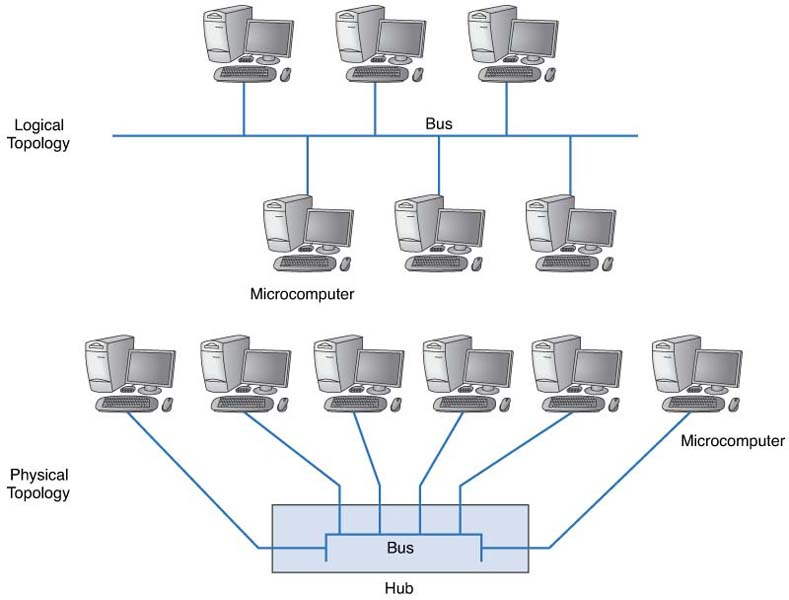 Logical
Topology
Bus
Microcomputer
Microcomputer
Physical
Topology
Bus
Hub